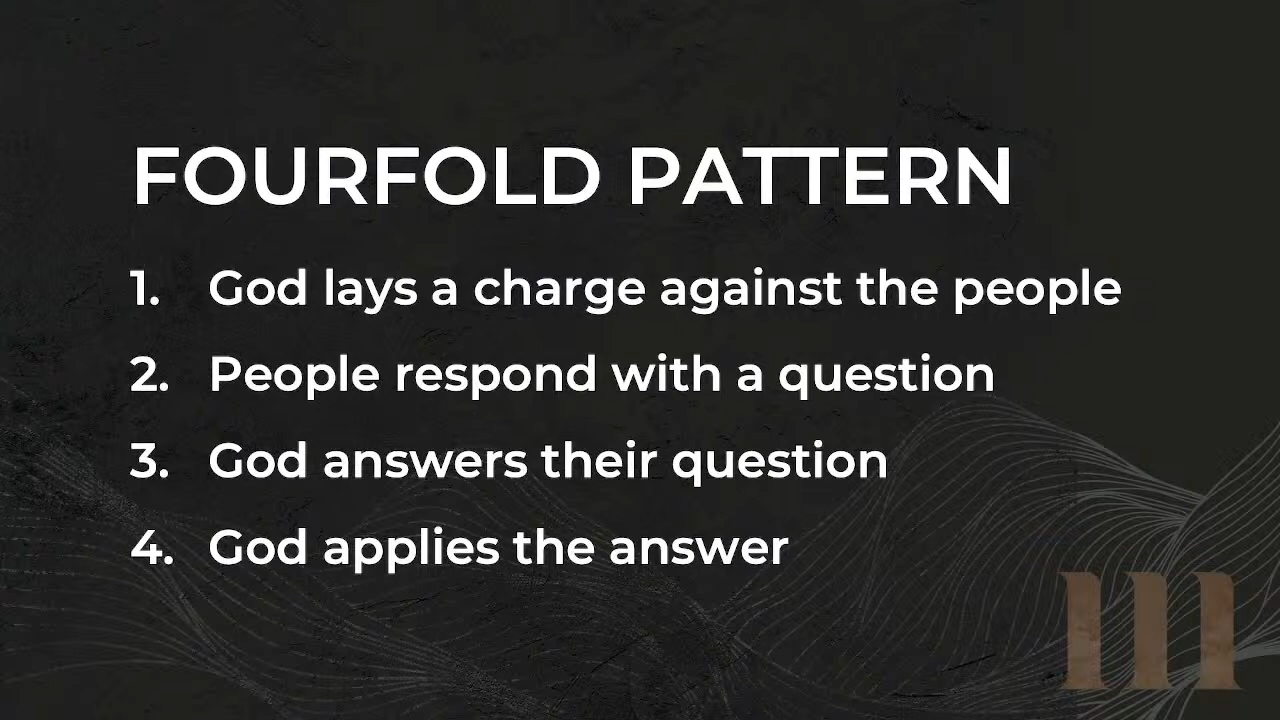 FOURFOLD PATTERN
1. God lays a charge against the people
2. People respond with a question
3. God answers their question
4. God applies the answer